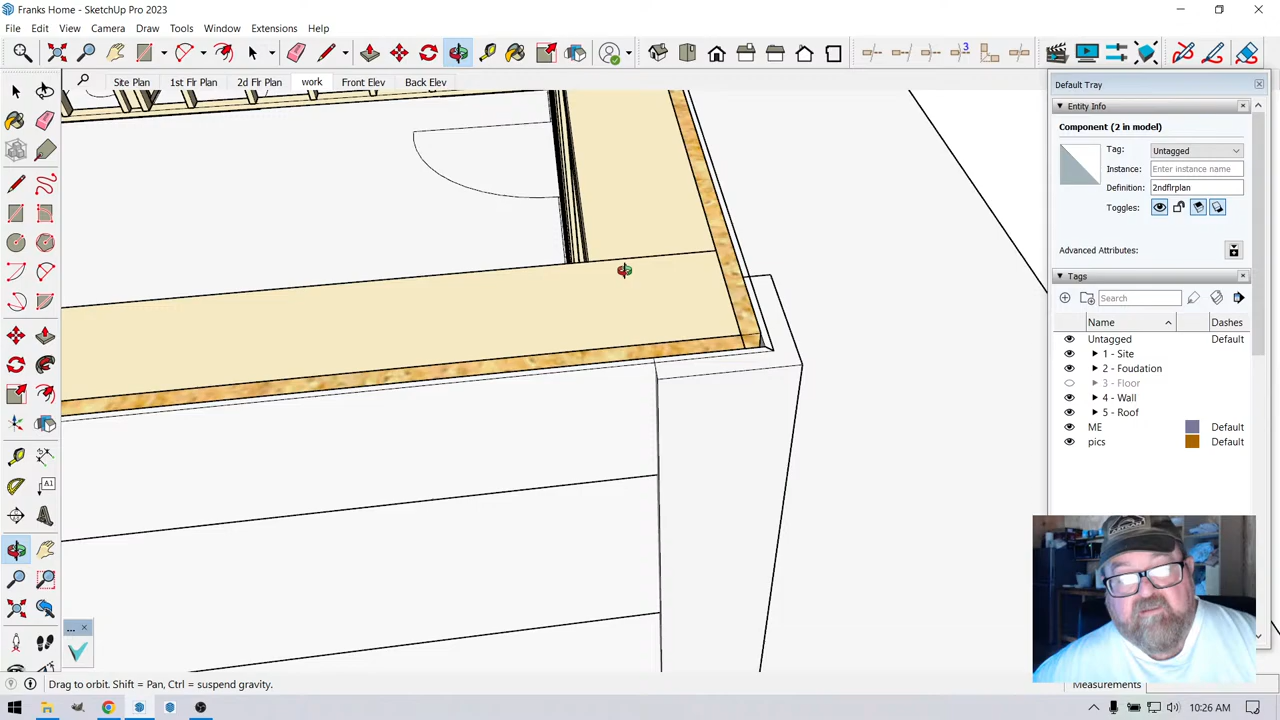 Franks Home - SketchUp Pro 2023
File Edit View Camera Draw Tools Window Extensions Help
3
Site Plan 1st Flr Plan 2d Flr Plan work Front Elev Back Elev
Default Tray
Entity Info
Component (2 in model)
Tag: Untagged
Instance: Enter instance name
Definition: 2ndflrplan
Toggles:
Advanced Attributes:
Tags
Search
Name Dashes
Untagged Default
1 - Site
2 - Foudation
3 - Floor
4 - Wall
5 - Roof
ME Default
pics Default
A1
...
Drag to orbit. Shift = Pan, Ctrl = suspend gravity.
Measurements
10:26 AM